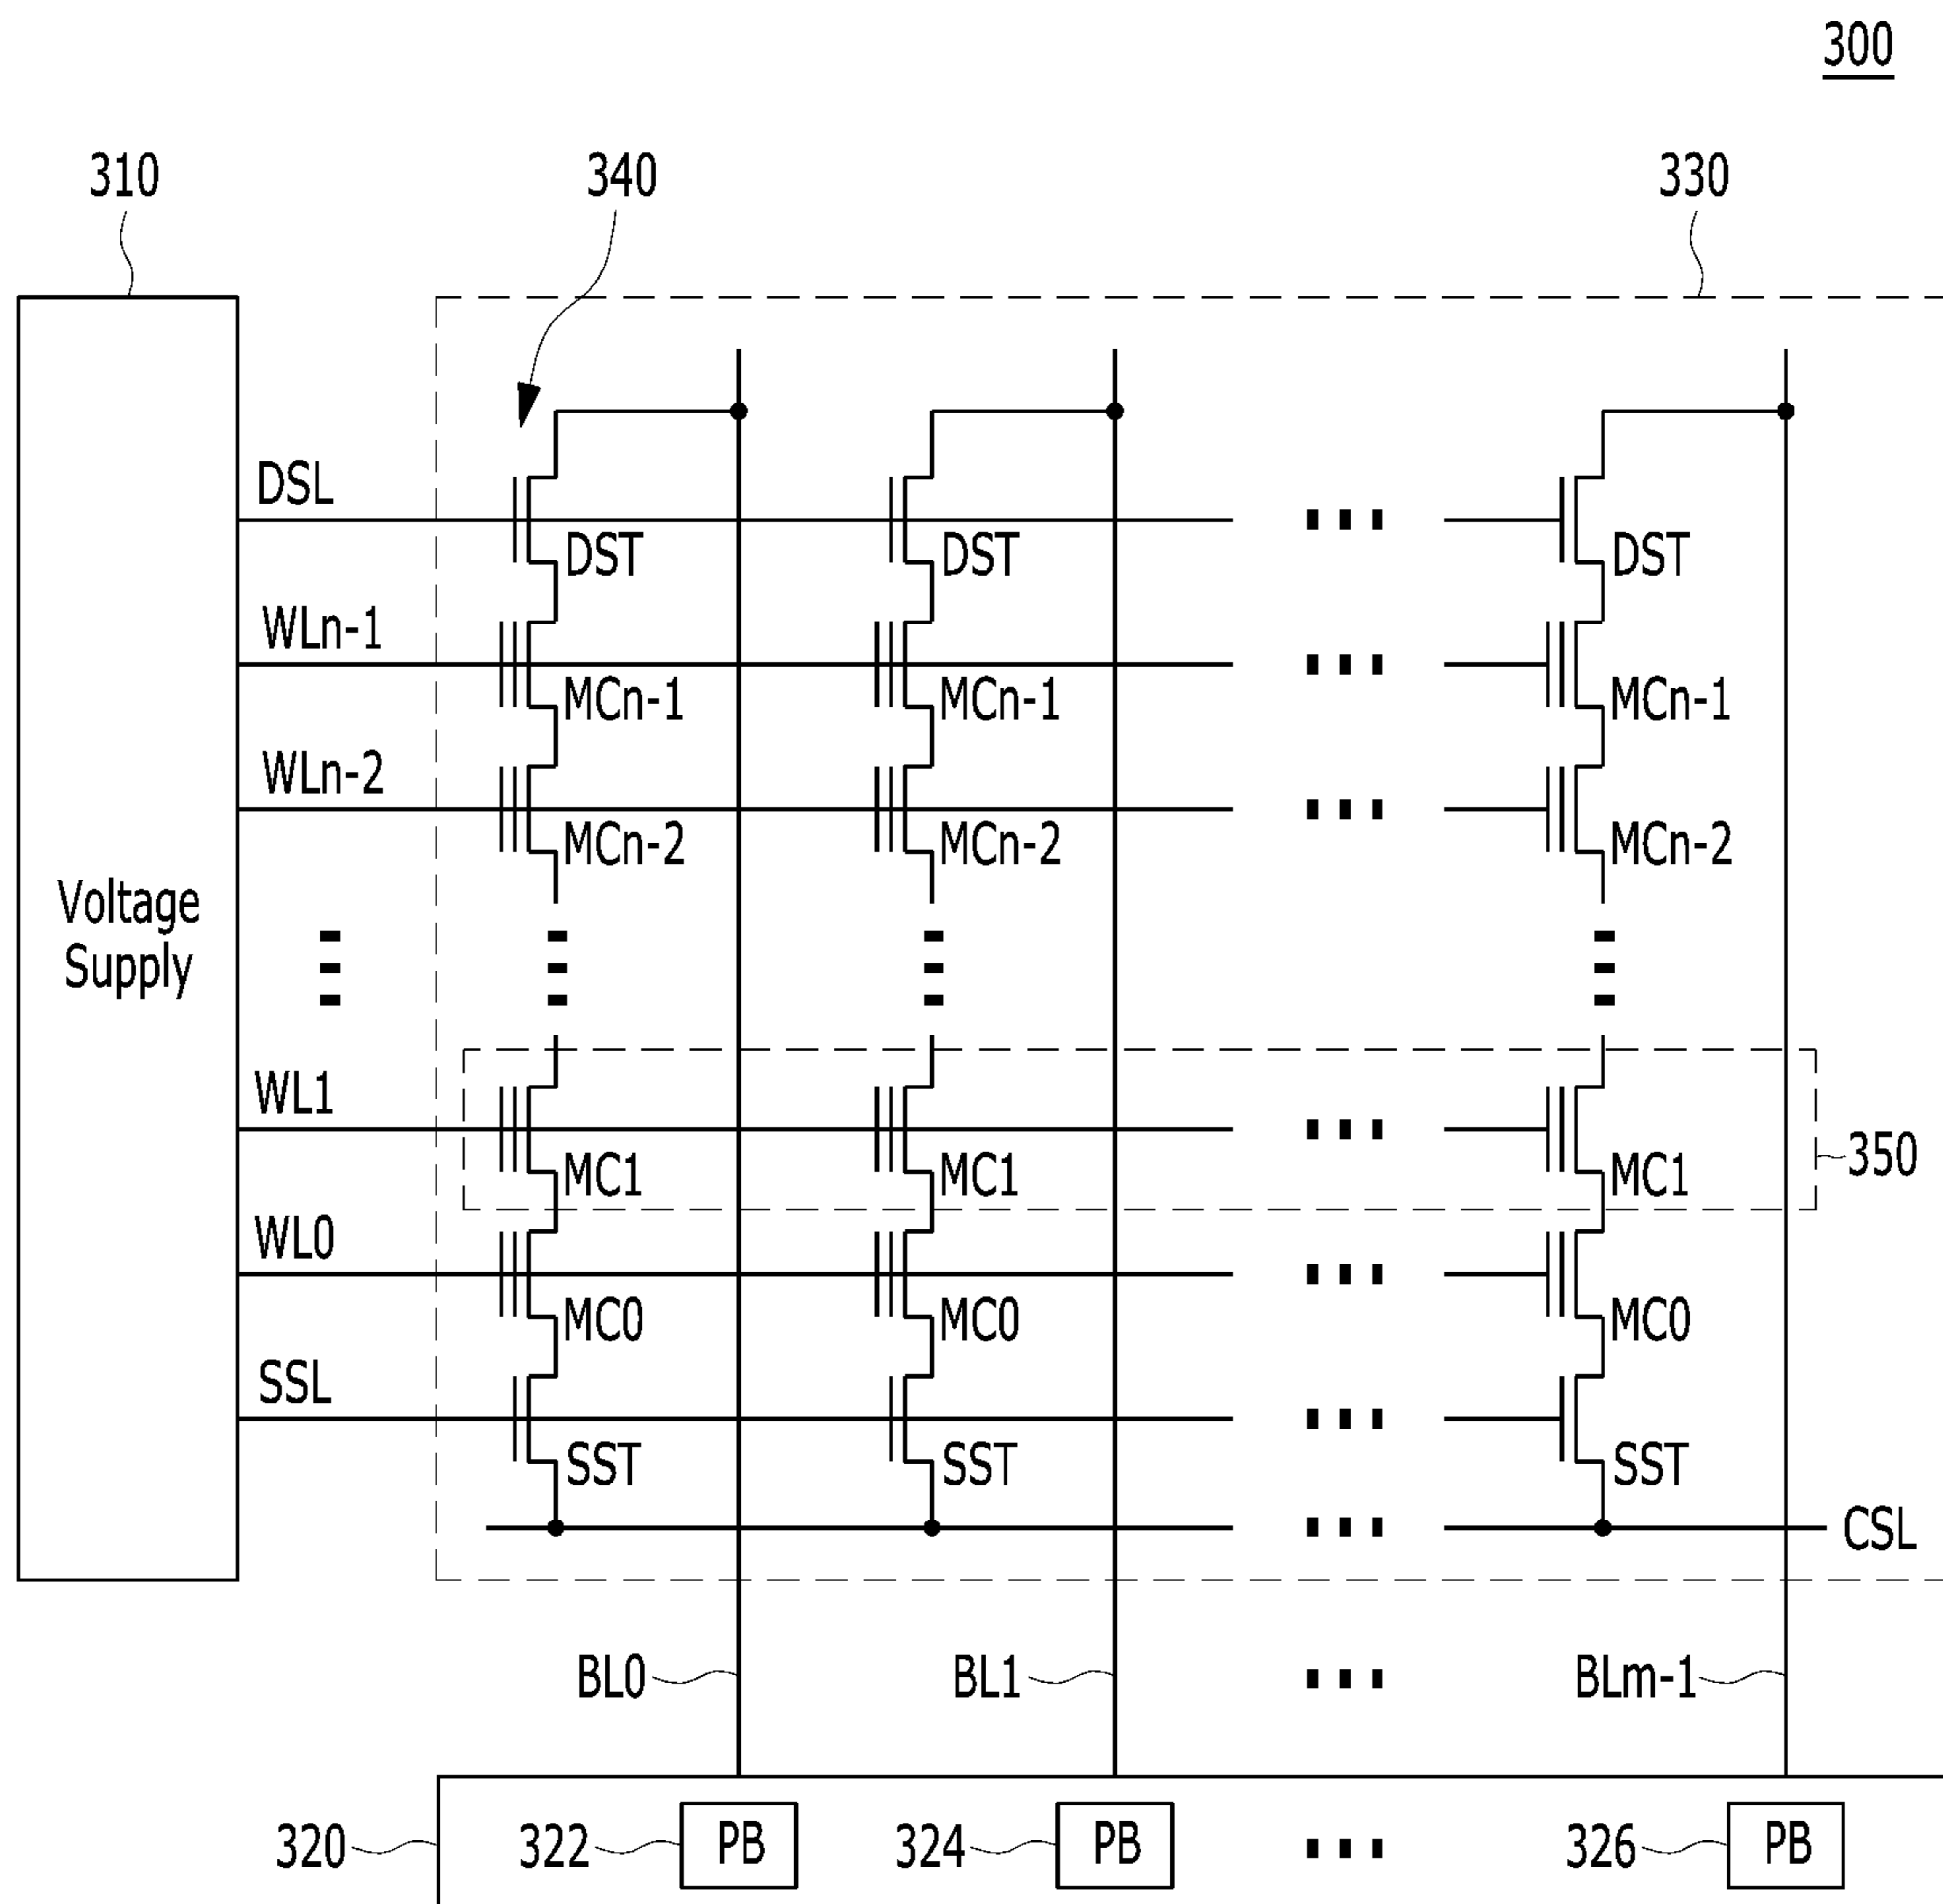 300
310
340
330
DSL
DST DST DST
WLn-1
MCn-1 MCn-1 MCn-1
WLn-2
MCn-2 MCn-2 MCn-2
Voltage
Supply
WL1
MC1 MC1 MC1
350
WL0
MC0 MC0 MC0
SSL
SST SST SST
CSL
BL0 BL1 BLm-1
320 322 PB 324 PB 326 PB